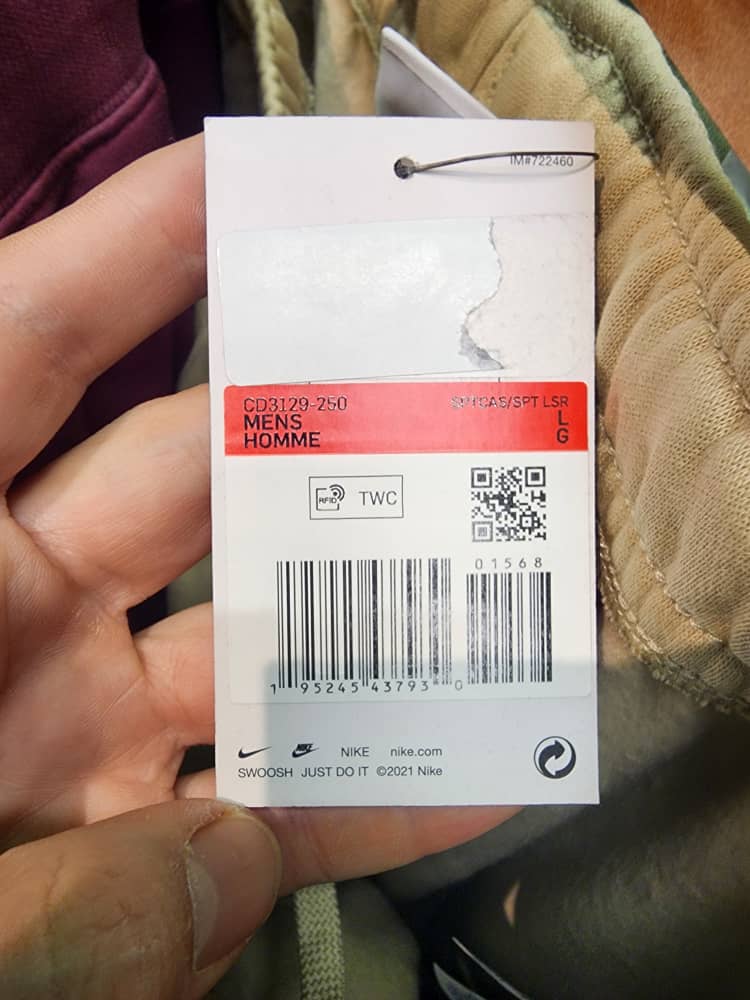 IM#722460
CD3129-250 SPTCAS/SPT LSR
MENS L
HOMME G
RFID TWC
01568
1 95245 43793 0
NIKE nike.com
SWOOSH JUST DO IT ©2021 Nike